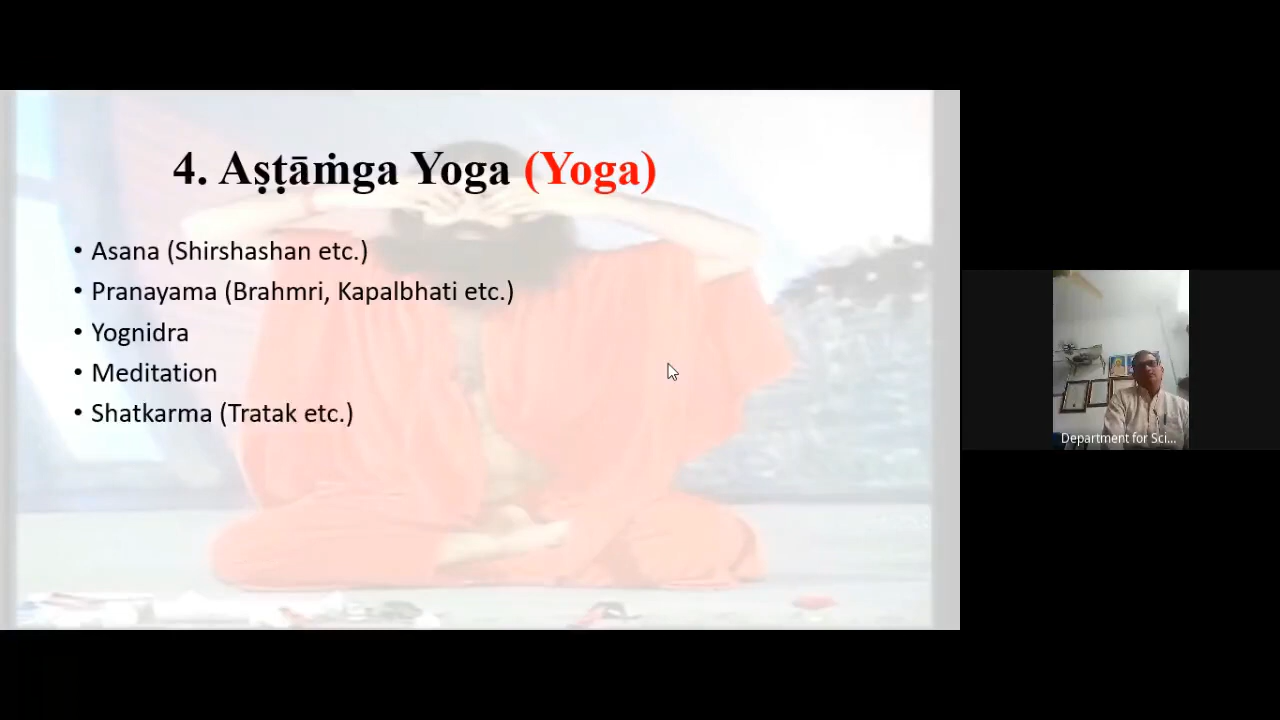 4. Aṣṭāṁga Yoga (Yoga)
• Asana (Shirshashan etc.)
• Pranayama (Brahmri, Kapalbhati etc.)
• Yognidra
• Meditation
• Shatkarma (Tratak etc.)
Department for Sci...